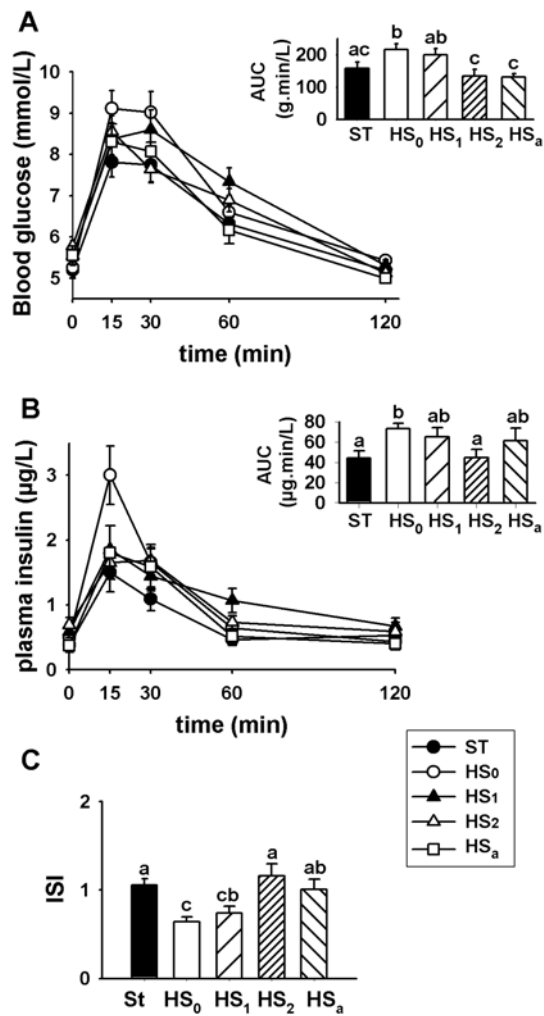 A
Blood glucose (mmol/L)
10
9
8
7
6
5
0 15 30 60 120
time (min)
AUC
(g.min/L)
200
100
0
ac b ab c c
ST HS₀ HS₁ HS₂ HSₐ
B
plasma insulin (µg/L)
3
2
1
0
0 15 30 60 120
time (min)
AUC
(µg.min/L)
80
60
40
20
0
a b ab a ab
ST HS₀ HS₁ HS₂ HSₐ
ST
HS₀
HS₁
HS₂
HSₐ
C
ISI
2
1
0
a c cb a ab
St HS₀ HS₁ HS₂ HSₐ